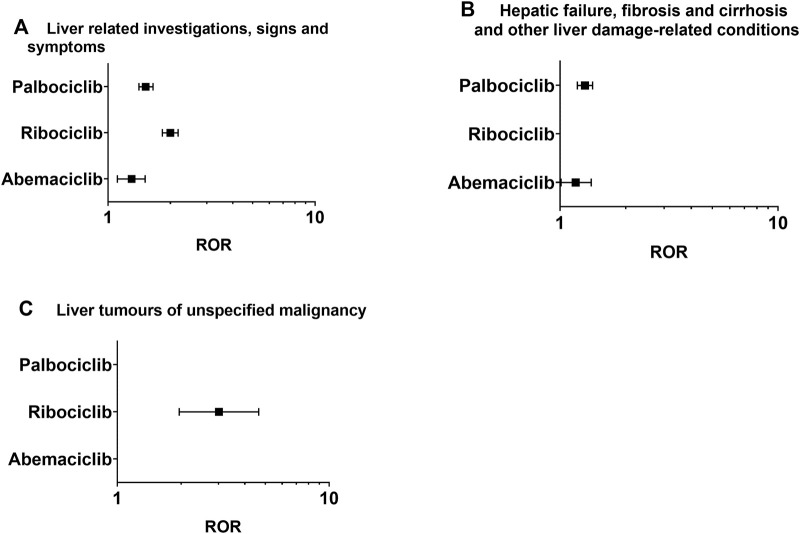 A Liver related investigations, signs and
symptoms
Palbociclib
Ribociclib
Abemaciclib
1 10
ROR
B Hepatic failure, fibrosis and cirrhosis
and other liver damage-related conditions
Palbociclib
Ribociclib
Abemaciclib
1 10
ROR
C Liver tumours of unspecified malignancy
Palbociclib
Ribociclib
Abemaciclib
1 10
ROR